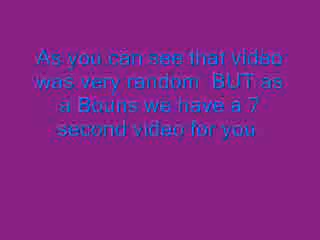 As you can see that video
was very random  BUT as
a Bouns we have a 7
second video for you